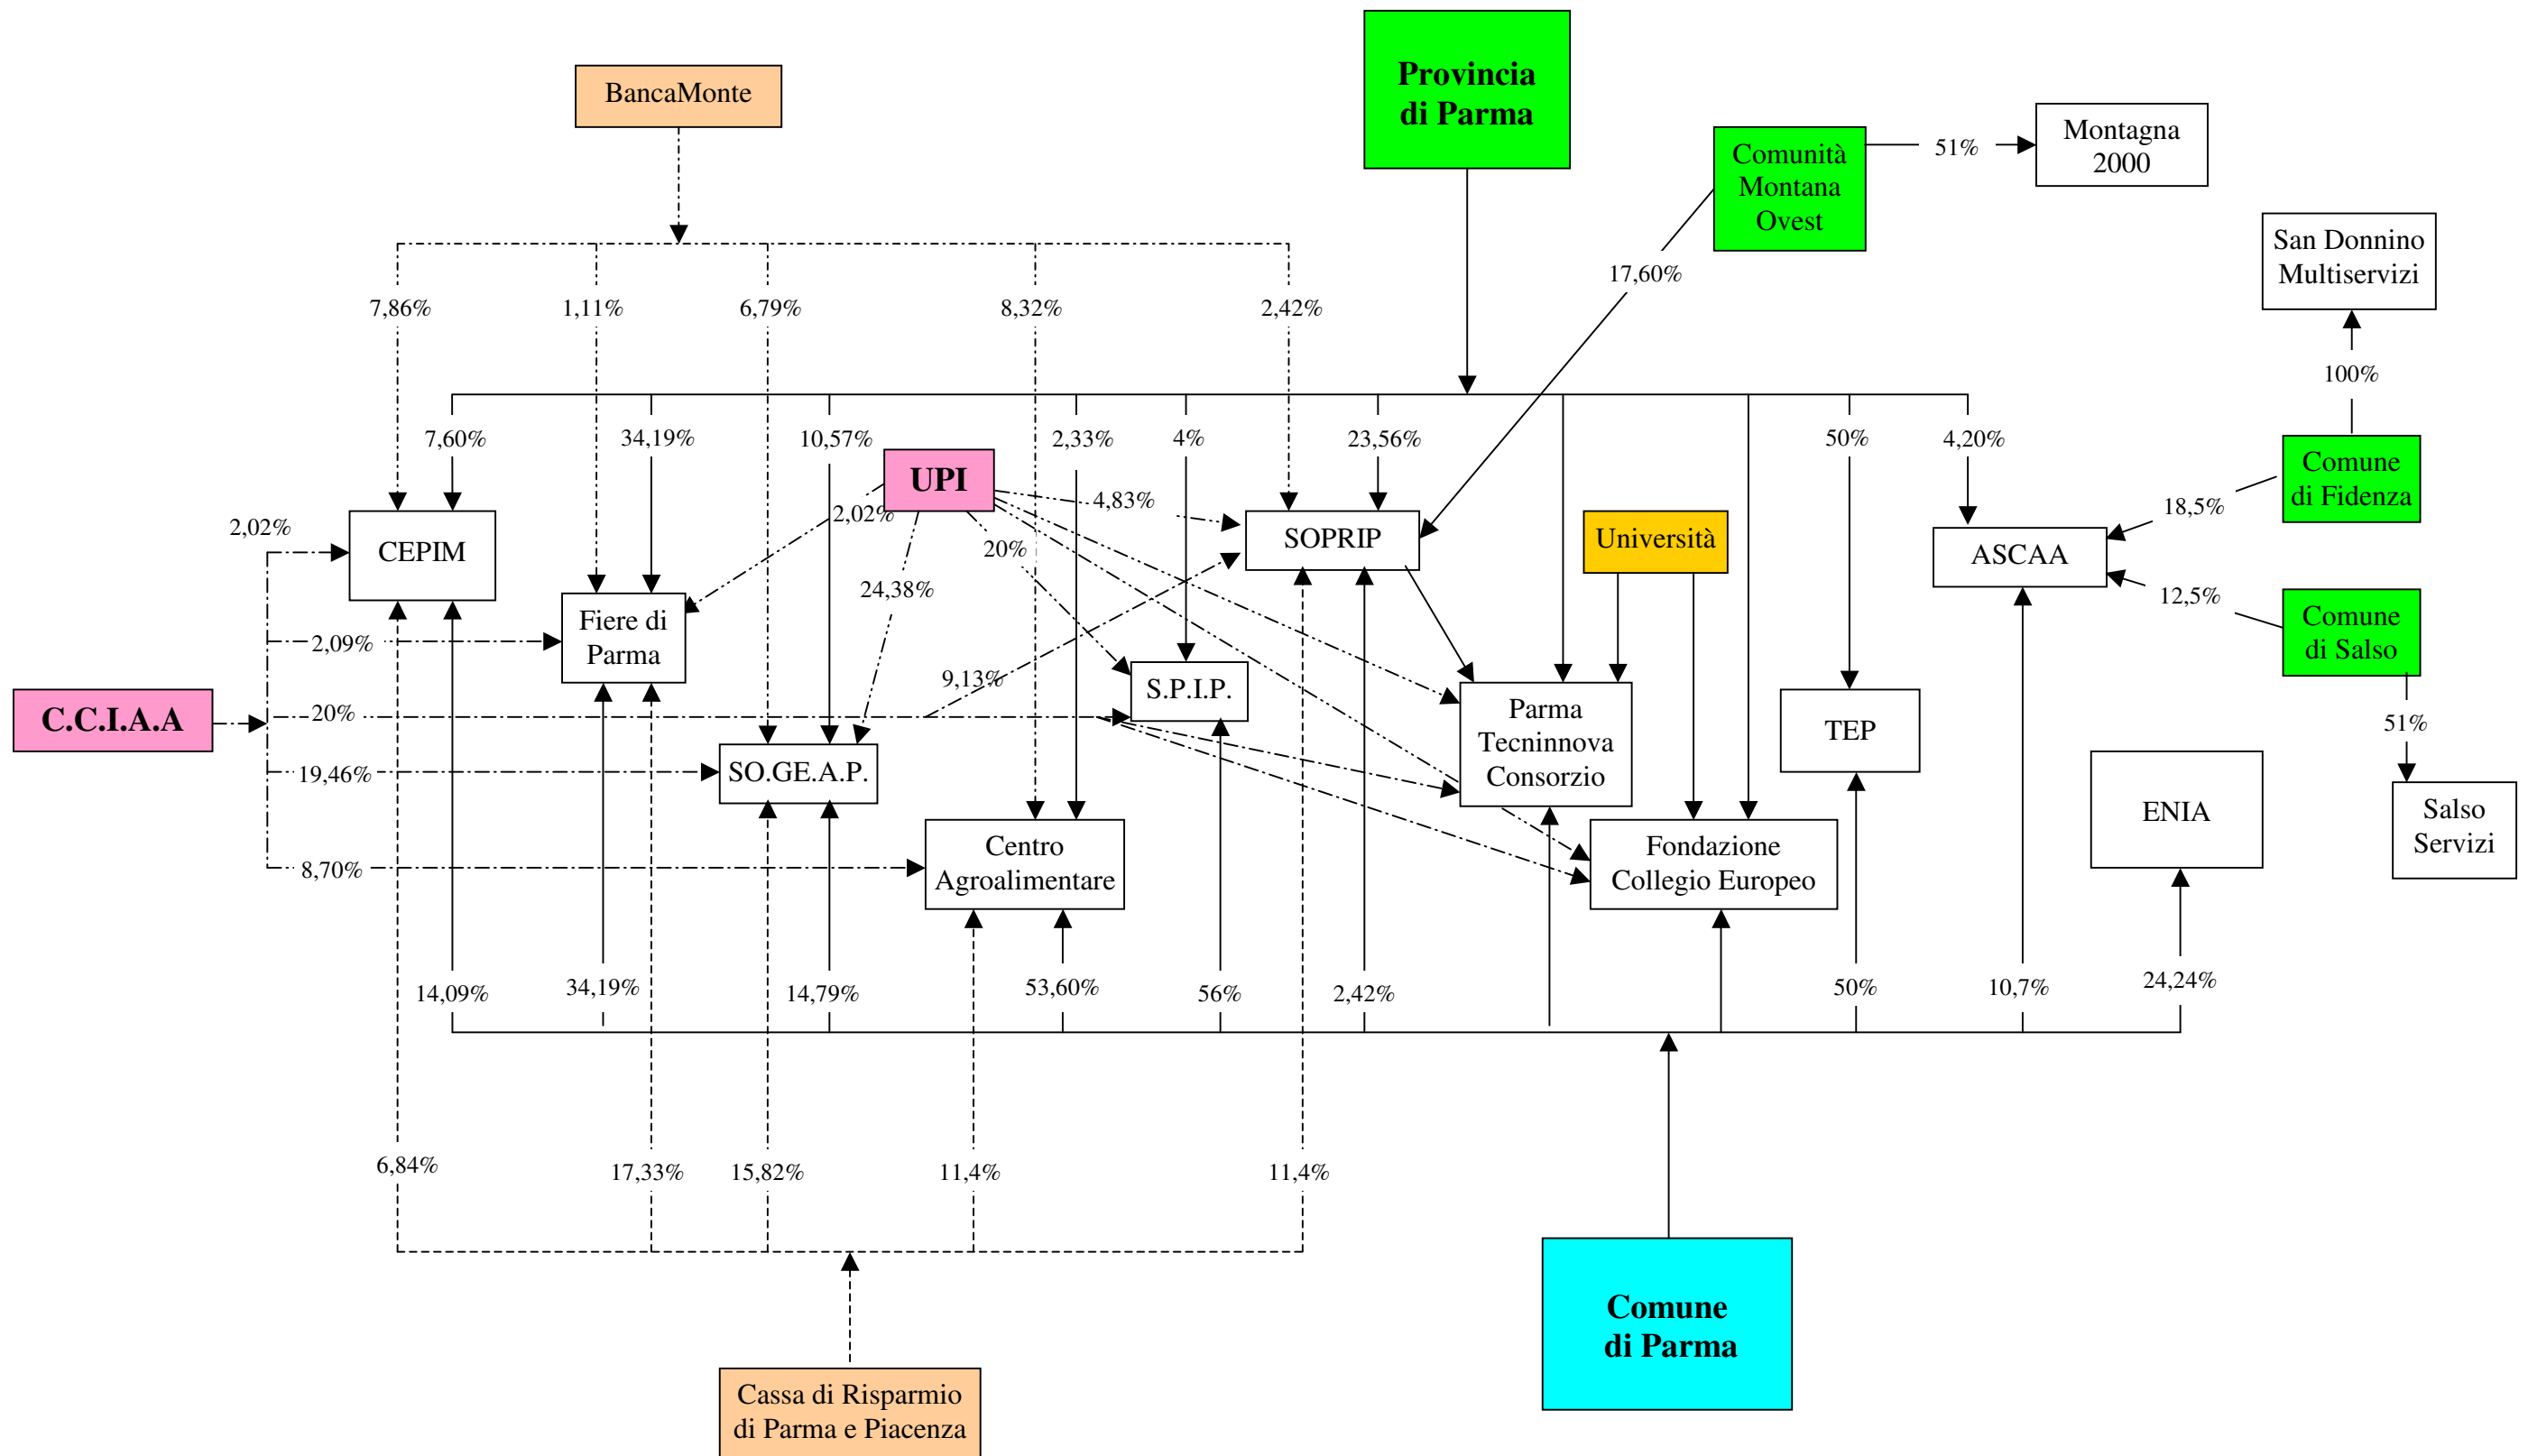 Provincia
di Parma
BancaMonte
Comunità
Montana
Ovest
51%
Montagna
2000
San Donnino
Multiservizi
17,60%
7,86%
1,11%
6,79%
8,32%
2,42%
100%
7,60%
34,19%
10,57%
2,33%
4%
23,56%
50%
4,20%
UPI
Comune
di Fidenza
4,83%
2,02%
18,5%
2,02%
CEPIM
20%
SOPRIP
Università
ASCAA
24,38%
12,5%
Fiere di
Parma
2,09%
Comune
di Salso
9,13%
S.P.I.P.
C.C.I.A.A
20%
Parma
Tecninnova
Consorzio
TEP
51%
19,46%
SO.GE.A.P.
ENIA
Salso
Servizi
8,70%
Centro
Agroalimentare
Fondazione
Collegio Europeo
14,09%
34,19%
14,79%
53,60%
56%
2,42%
50%
10,7%
24,24%
6,84%
17,33%
15,82%
11,4%
11,4%
Comune
di Parma
Cassa di Risparmio
di Parma e Piacenza